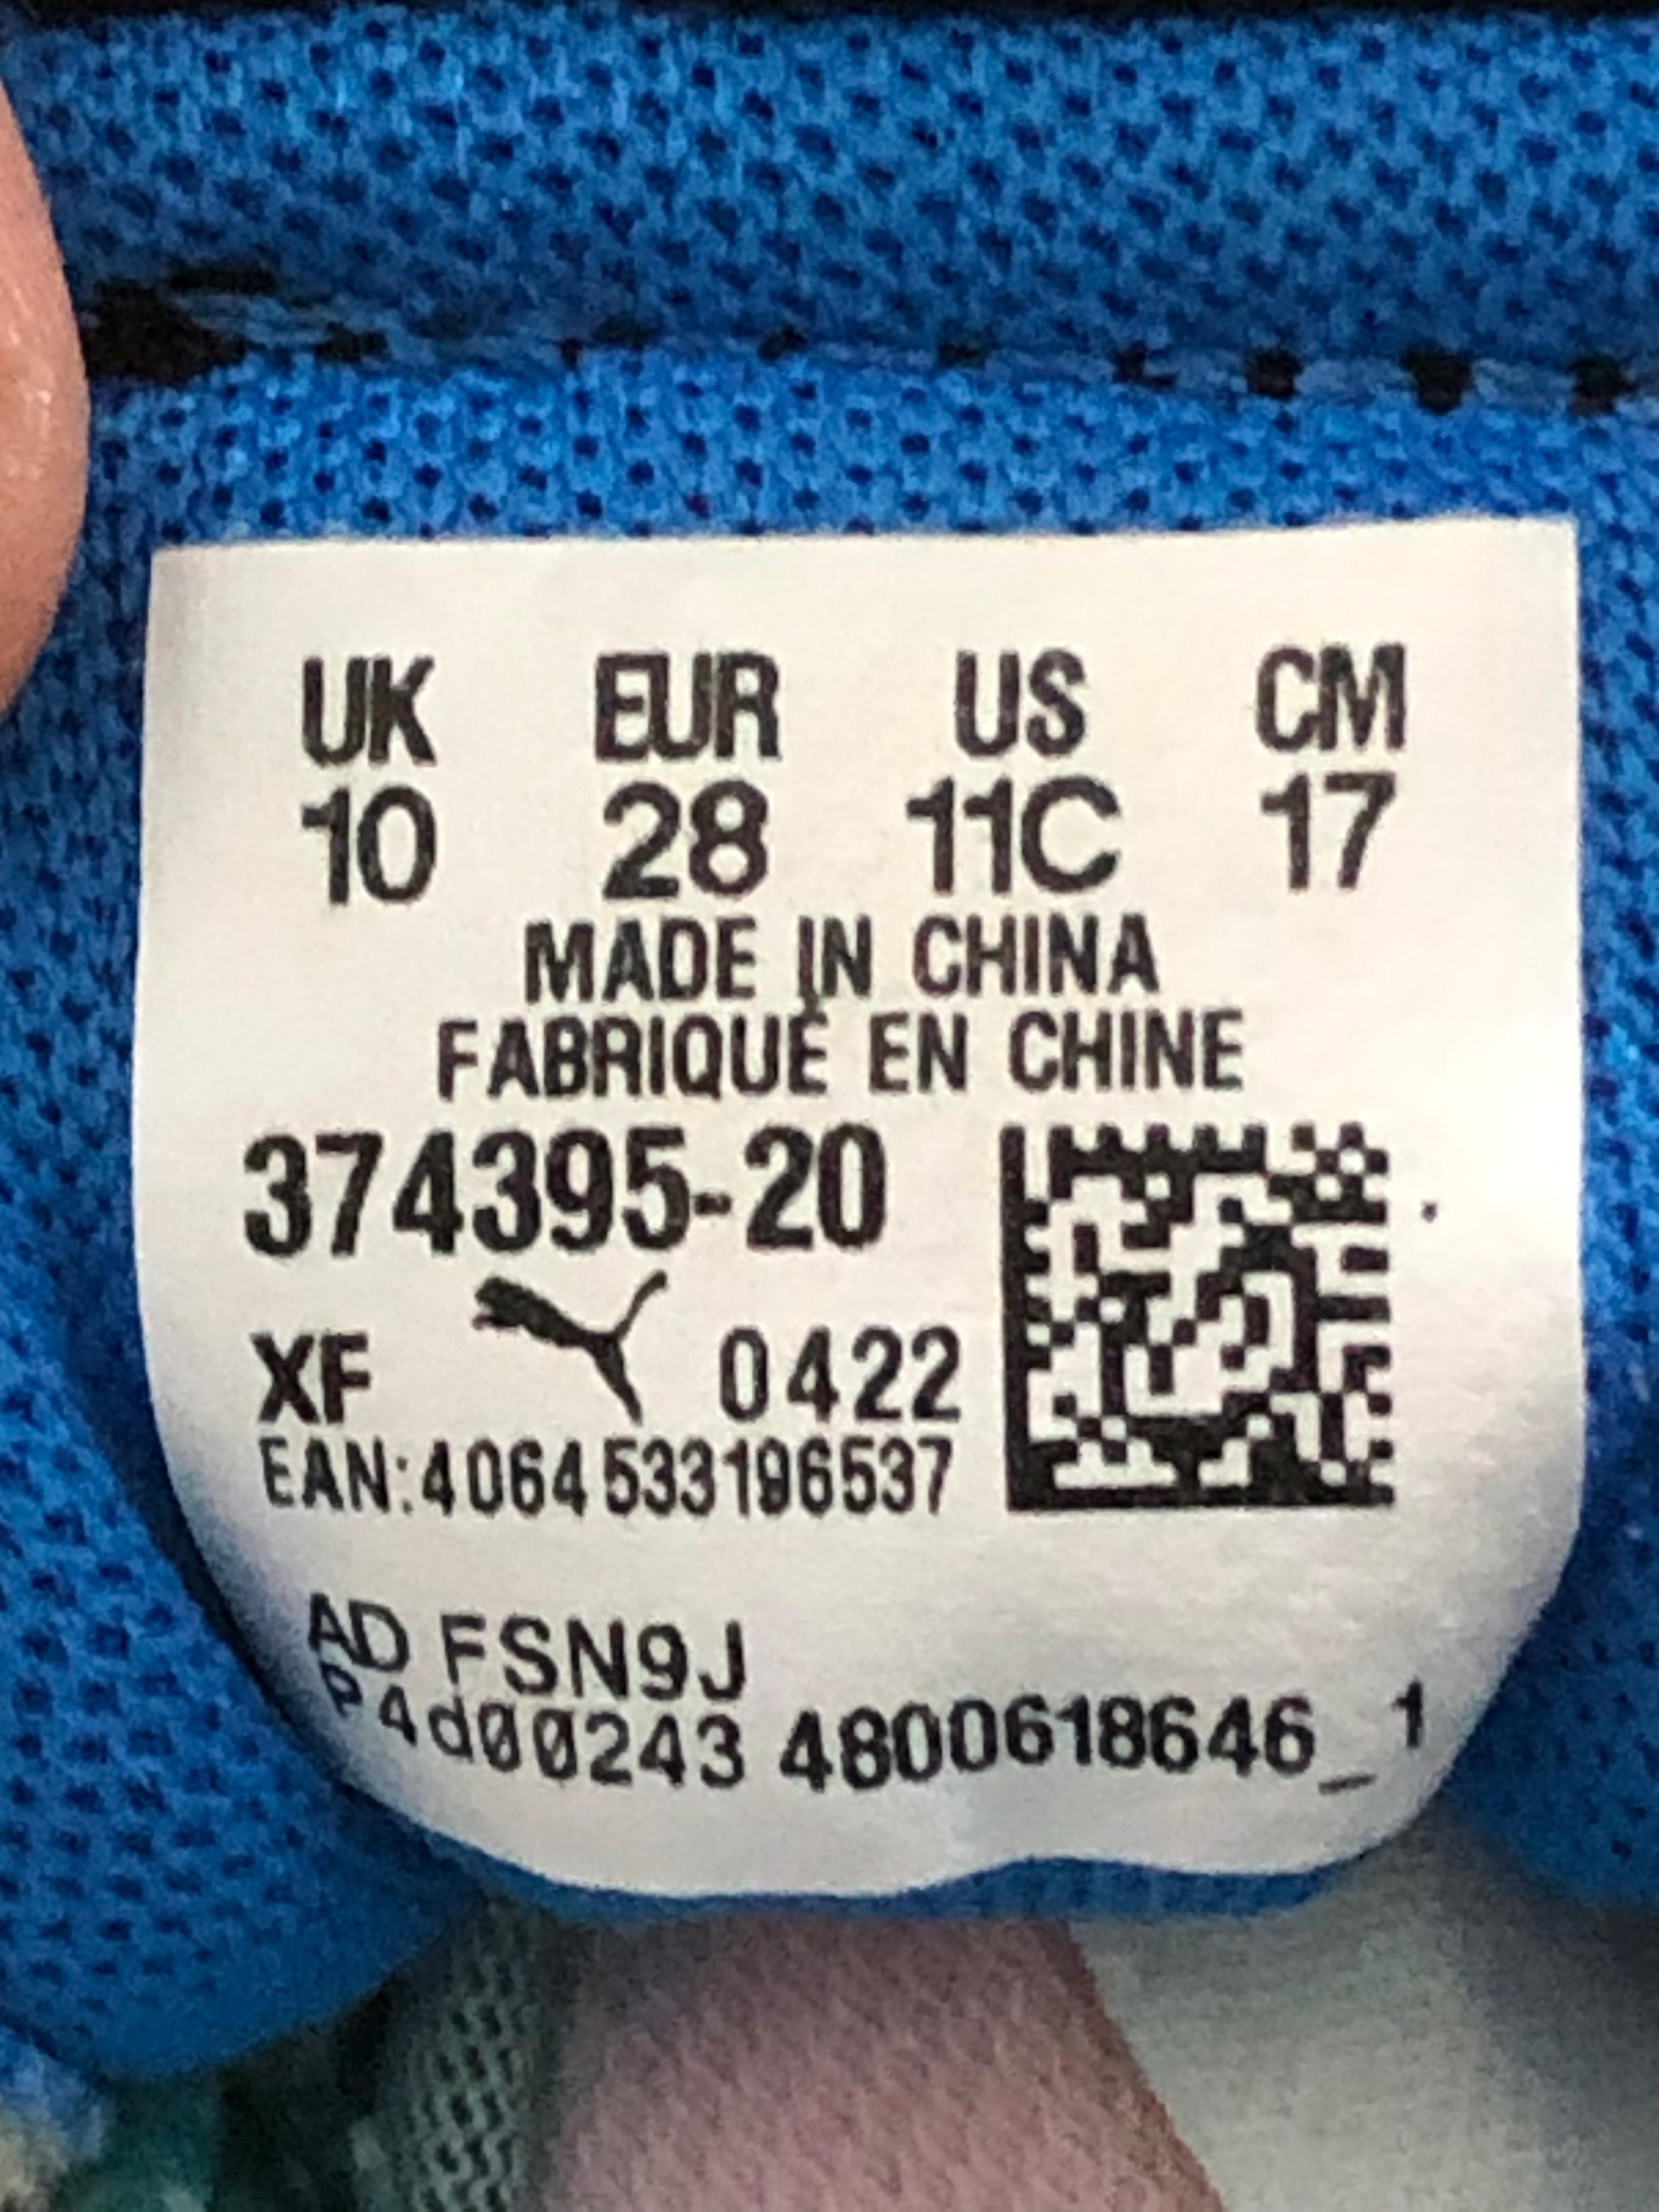 UK EUR US CM
10 28 11C 17
MADE IN CHINA
FABRIQUÉ EN CHINE
374395-20
XF 0422
EAN:4064533196537
AD FSN9J
P4d00243 4800618646_1